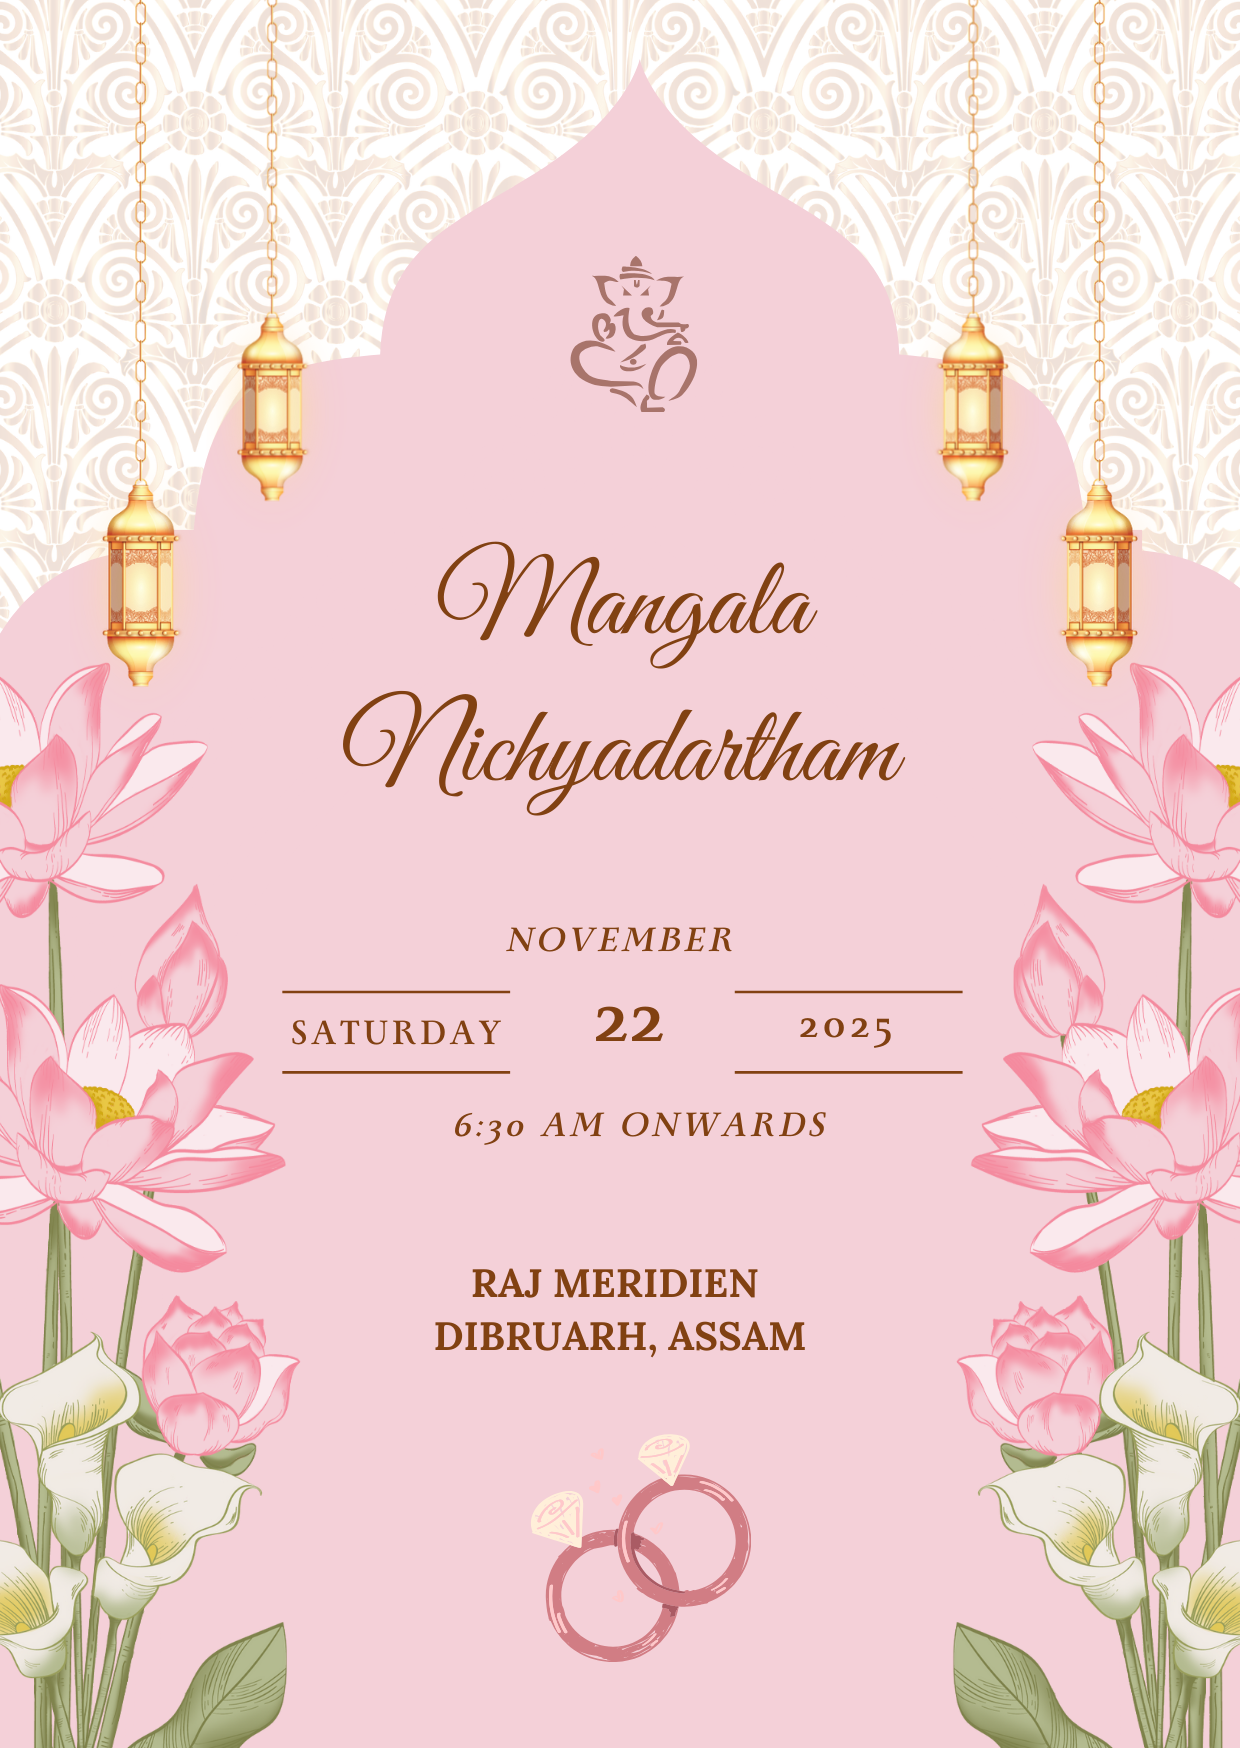 Mangala
Nichyadartham
NOVEMBER
SATURDAY 22 2025
6:30 AM ONWARDS
RAJ MERIDIEN
DIBRUARH, ASSAM